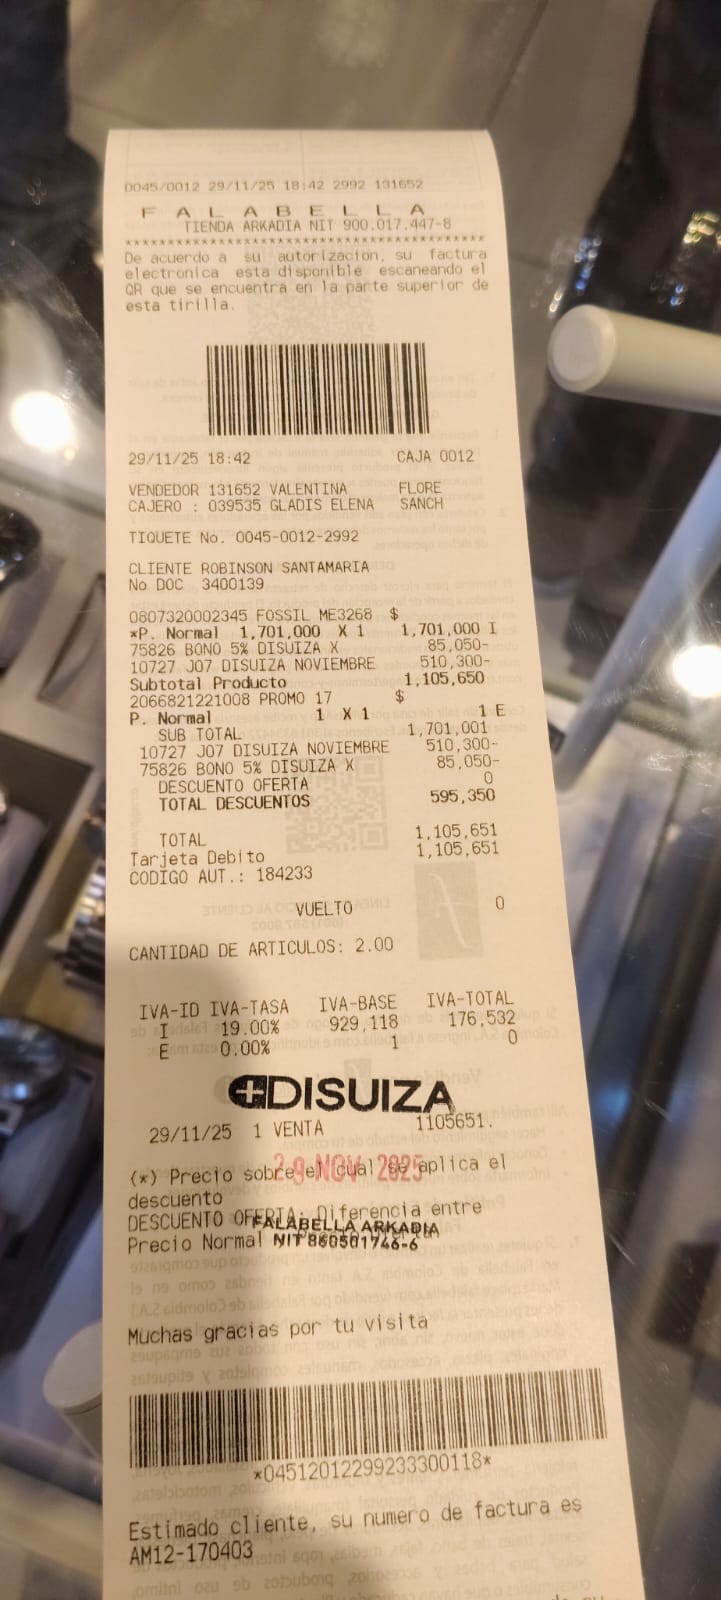 0045/0012 29/11/25 18:42 2992 131652
F A L A B E L L A
TIENDA ARKADIA NIT 900.017.447-8
****************************************
De acuerdo a su autorizacion, su factura
electronica esta disponible escaneando el
QR que se encuentra en la parte superior de
esta tirilla.
29/11/25 18:42 CAJA 0012
VENDEDOR 131652 VALENTINA FLORE
CAJERO : 039535 GLADIS ELENA SANCH
TIQUETE No. 0045-0012-2992
CLIENTE ROBINSON SANTAMARIA
No DOC 3400139
0807320002345 FOSSIL ME3268 $
*P. Normal 1,701,000 X 1 1,701,000 I
75826 BONO 5% DISUIZA X 85,050-
10727 J07 DISUIZA NOVIEMBRE 510,300-
Subtotal Producto 1,105,650
2066821221008 PROMO 17 $
P. Normal 1 X 1 1 E
SUB TOTAL 1,701,001
10727 J07 DISUIZA NOVIEMBRE 510,300-
75826 BONO 5% DISUIZA X 85,050-
DESCUENTO OFERTA 0
TOTAL DESCUENTOS 595,350
TOTAL 1,105,651
Tarjeta Debito 1,105,651
CODIGO AUT.: 184233
VUELTO 0
CANTIDAD DE ARTICULOS: 2.00
IVA-ID IVA-TASA IVA-BASE IVA-TOTAL
I 19.00% 929,118 176,532
E 0.00% 1 0
DISUIZA
29/11/25 1 VENTA 1105651.
29 NOV 2025
(*) Precio sobre el cual se aplica el
descuento
DESCUENTO OFERTA: Diferencia entre
FALABELLA ARKADIA
Precio Normal
NIT 860501746-6
Muchas gracias por tu visita
*04512012299233300118*
Estimado cliente, su numero de factura es
AM12-170403